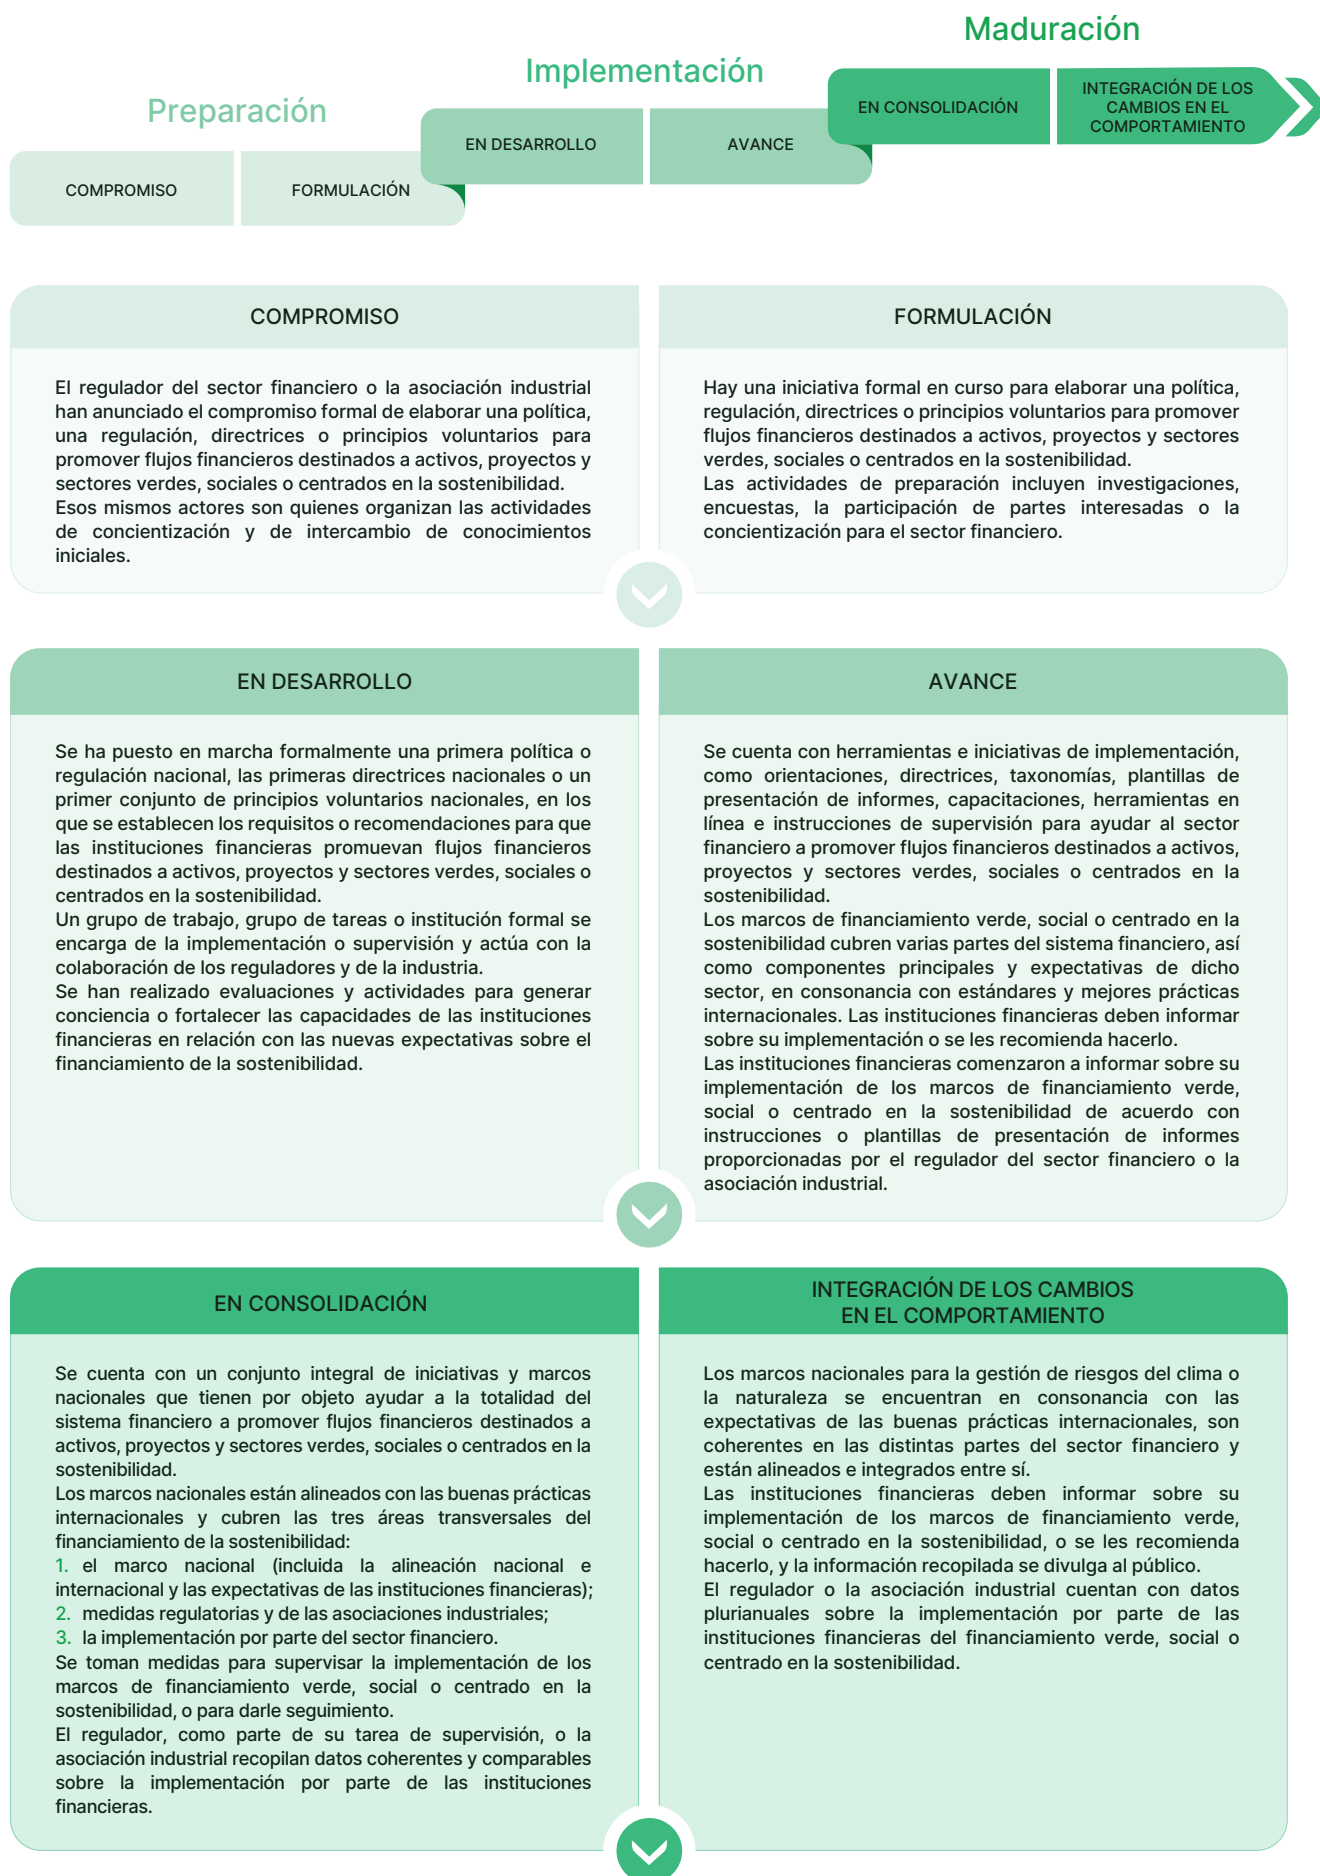 Maduración
Implementación
Preparación
COMPROMISO
FORMULACIÓN
EN DESARROLLO
AVANCE
EN CONSOLIDACIÓN
INTEGRACIÓN DE LOS
CAMBIOS EN EL
COMPORTAMIENTO
COMPROMISO
El regulador del sector financiero o la asociación industrial
han anunciado el compromiso formal de elaborar una política,
una regulación, directrices o principios voluntarios para
promover flujos financieros destinados a activos, proyectos y
sectores verdes, sociales o centrados en la sostenibilidad.
Esos mismos actores son quienes organizan las actividades
de concientización y de intercambio de conocimientos
iniciales.
FORMULACIÓN
Hay una iniciativa formal en curso para elaborar una política,
regulación, directrices o principios voluntarios para promover
flujos financieros destinados a activos, proyectos y sectores
verdes, sociales o centrados en la sostenibilidad.
Las actividades de preparación incluyen investigaciones,
encuestas, la participación de partes interesadas o la
concientización para el sector financiero.
EN DESARROLLO
Se ha puesto en marcha formalmente una primera política o
regulación nacional, las primeras directrices nacionales o un
primer conjunto de principios voluntarios nacionales, en los
que se establecen los requisitos o recomendaciones para que
las instituciones financieras promuevan flujos financieros
destinados a activos, proyectos y sectores verdes, sociales o
centrados en la sostenibilidad.
Un grupo de trabajo, grupo de tareas o institución formal se
encarga de la implementación o supervisión y actúa con la
colaboración de los reguladores y de la industria.
Se han realizado evaluaciones y actividades para generar
conciencia o fortalecer las capacidades de las instituciones
financieras en relación con las nuevas expectativas sobre el
financiamiento de la sostenibilidad.
AVANCE
Se cuenta con herramientas e iniciativas de implementación,
como orientaciones, directrices, taxonomías, plantillas de
presentación de informes, capacitaciones, herramientas en
línea e instrucciones de supervisión para ayudar al sector
financiero a promover flujos financieros destinados a activos,
proyectos y sectores verdes, sociales o centrados en la
sostenibilidad.
Los marcos de financiamiento verde, social o centrado en la
sostenibilidad cubren varias partes del sistema financiero, así
como componentes principales y expectativas de dicho
sector, en consonancia con estándares y mejores prácticas
internacionales. Las instituciones financieras deben informar
sobre su implementación o se les recomienda hacerlo.
Las instituciones financieras comenzaron a informar sobre su
implementación de los marcos de financiamiento verde,
social o centrado en la sostenibilidad de acuerdo con
instrucciones o plantillas de presentación de informes
proporcionadas por el regulador del sector financiero o la
asociación industrial.
EN CONSOLIDACIÓN
Se cuenta con un conjunto integral de iniciativas y marcos
nacionales que tienen por objeto ayudar a la totalidad del
sistema financiero a promover flujos financieros destinados a
activos, proyectos y sectores verdes, sociales o centrados en la
sostenibilidad.
Los marcos nacionales están alineados con las buenas prácticas
internacionales y cubren las tres áreas transversales del
financiamiento de la sostenibilidad:
1. el marco nacional (incluida la alineación nacional e
internacional y las expectativas de las instituciones financieras);
2. medidas regulatorias y de las asociaciones industriales;
3. la implementación por parte del sector financiero.
Se toman medidas para supervisar la implementación de los
marcos de financiamiento verde, social o centrado en la
sostenibilidad, o para darle seguimiento.
El regulador, como parte de su tarea de supervisión, o la
asociación industrial recopilan datos coherentes y comparables
sobre la implementación por parte de las instituciones
financieras.
INTEGRACIÓN DE LOS CAMBIOS
EN EL COMPORTAMIENTO
Los marcos nacionales para la gestión de riesgos del clima o
la naturaleza se encuentran en consonancia con las
expectativas de las buenas prácticas internacionales, son
coherentes en las distintas partes del sector financiero y
están alineados e integrados entre sí.
Las instituciones financieras deben informar sobre su
implementación de los marcos de financiamiento verde,
social o centrado en la sostenibilidad, o se les recomienda
hacerlo, y la información recopilada se divulga al público.
El regulador o la asociación industrial cuentan con datos
plurianuales sobre la implementación por parte de las
instituciones financieras del financiamiento verde, social o
centrado en la sostenibilidad.